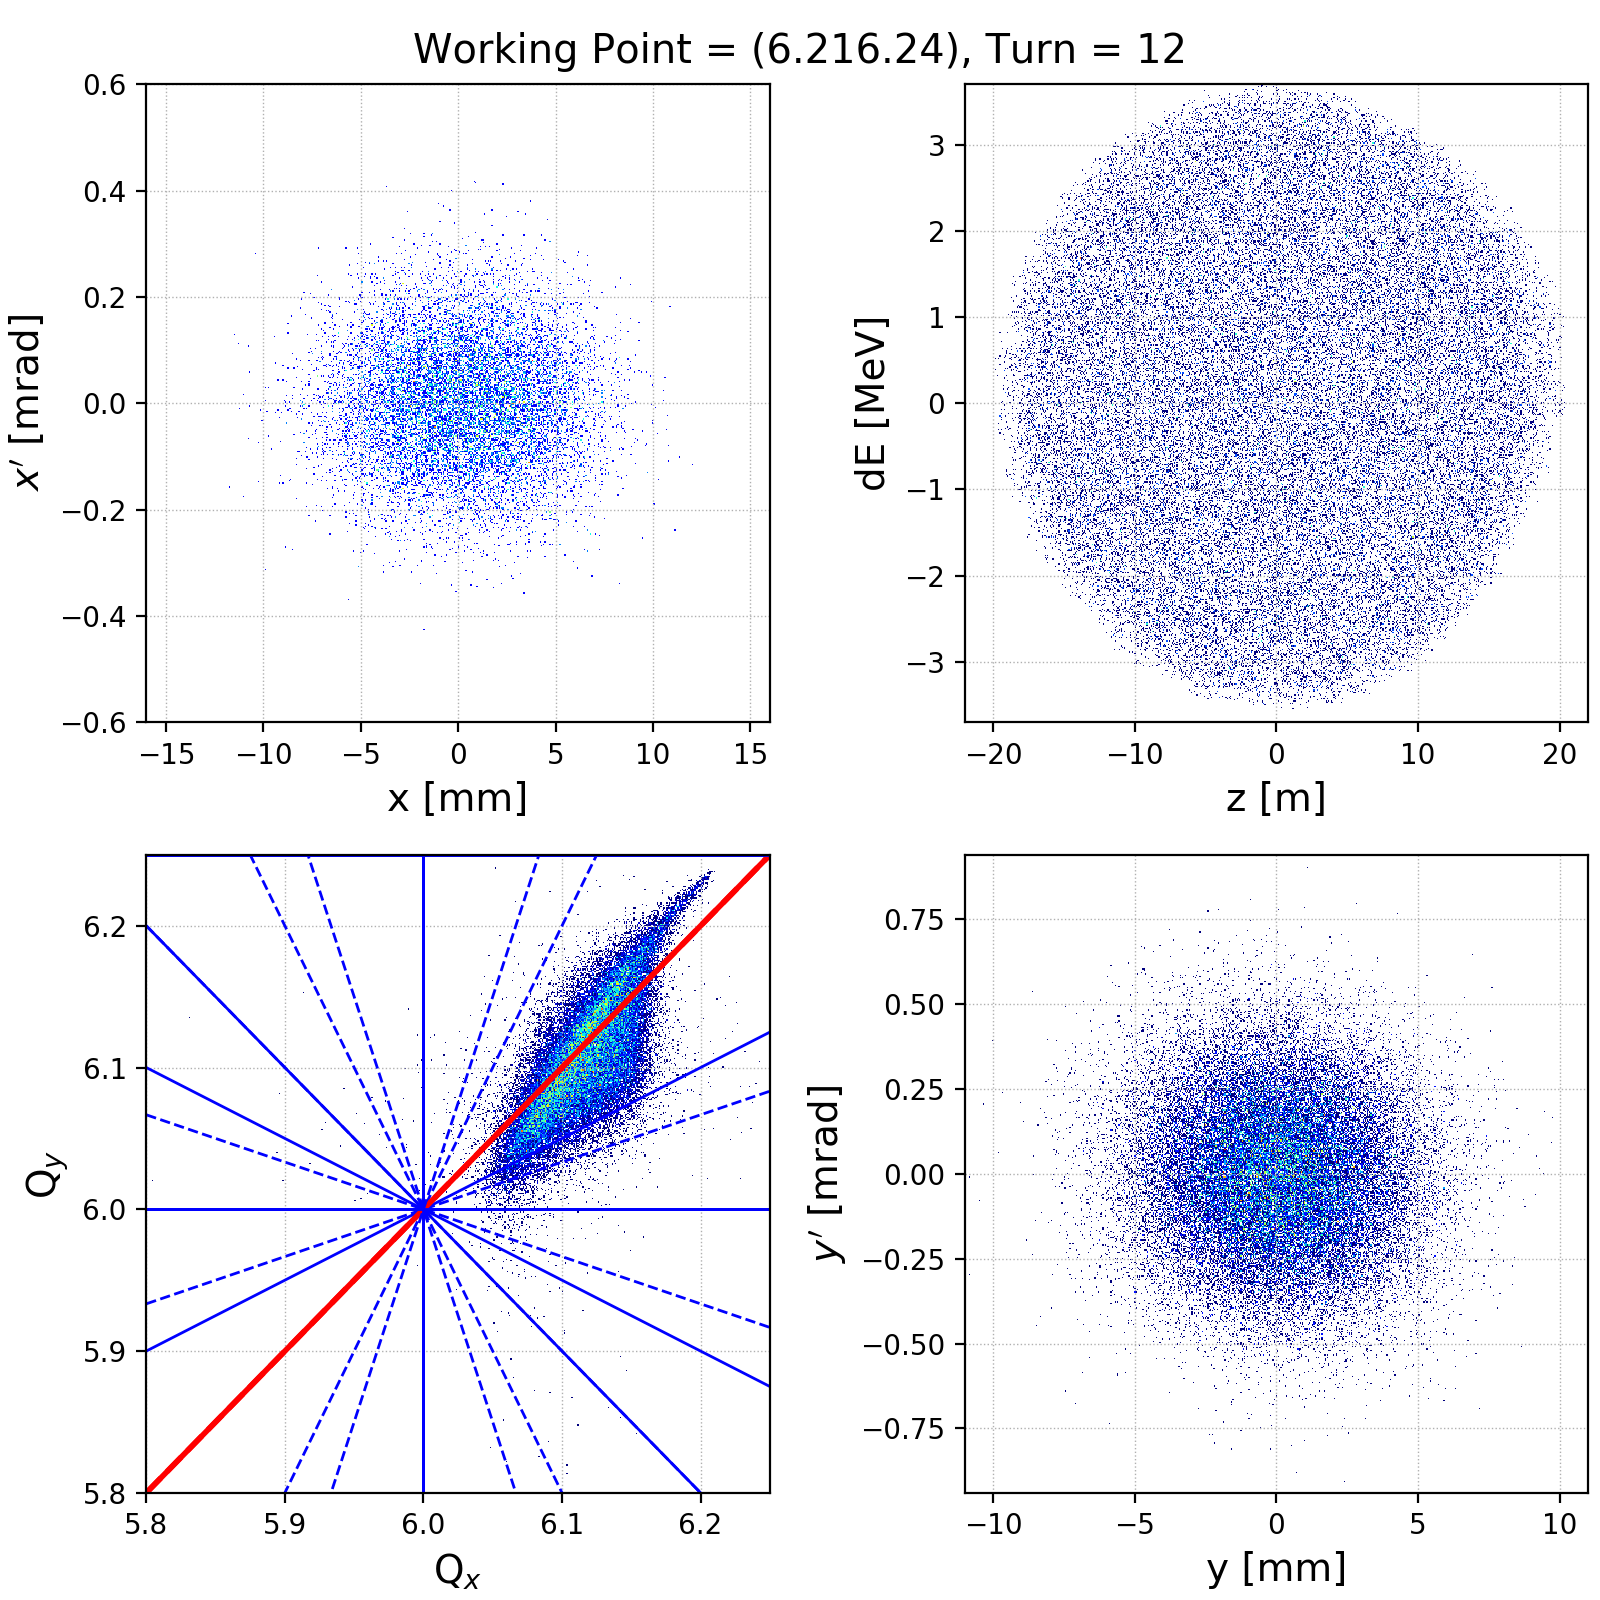 Working Point = (6.216.24), Turn = 12
0.6
0.4
0.2
0.0
−0.2
−0.4
−0.6
x′ [mrad]
−15 −10 −5 0 5 10 15
x [mm]
3
2
1
0
−1
−2
−3
dE [MeV]
−20 −10 0 10 20
z [m]
6.2
6.1
6.0
5.9
5.8
Qy
5.8 5.9 6.0 6.1 6.2
Qx
0.75
0.50
0.25
0.00
−0.25
−0.50
−0.75
y′ [mrad]
−10 −5 0 5 10
y [mm]